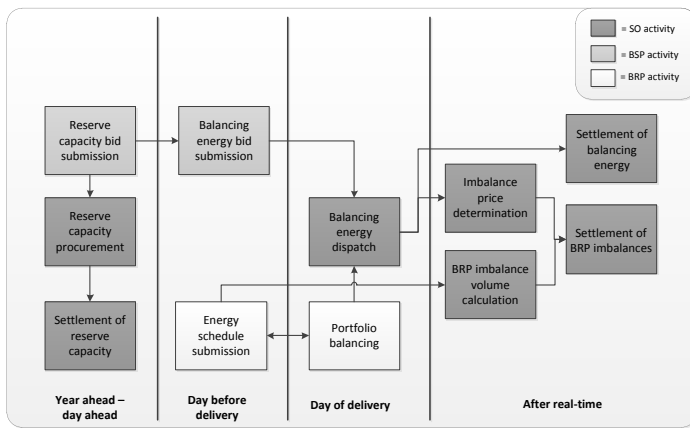 = SO activity
= BSP activity
= BRP activity
Reserve
capacity bid
submission
Balancing
energy bid
submission
Settlement of
balancing
energy
Reserve
capacity
procurement
Balancing
energy
dispatch
Imbalance
price
determination
Settlement of
BRP imbalances
BRP imbalance
volume
calculation
Settlement of
reserve
capacity
Energy
schedule
submission
Portfolio
balancing
Year ahead –
day ahead
Day before
delivery
Day of delivery
After real-time